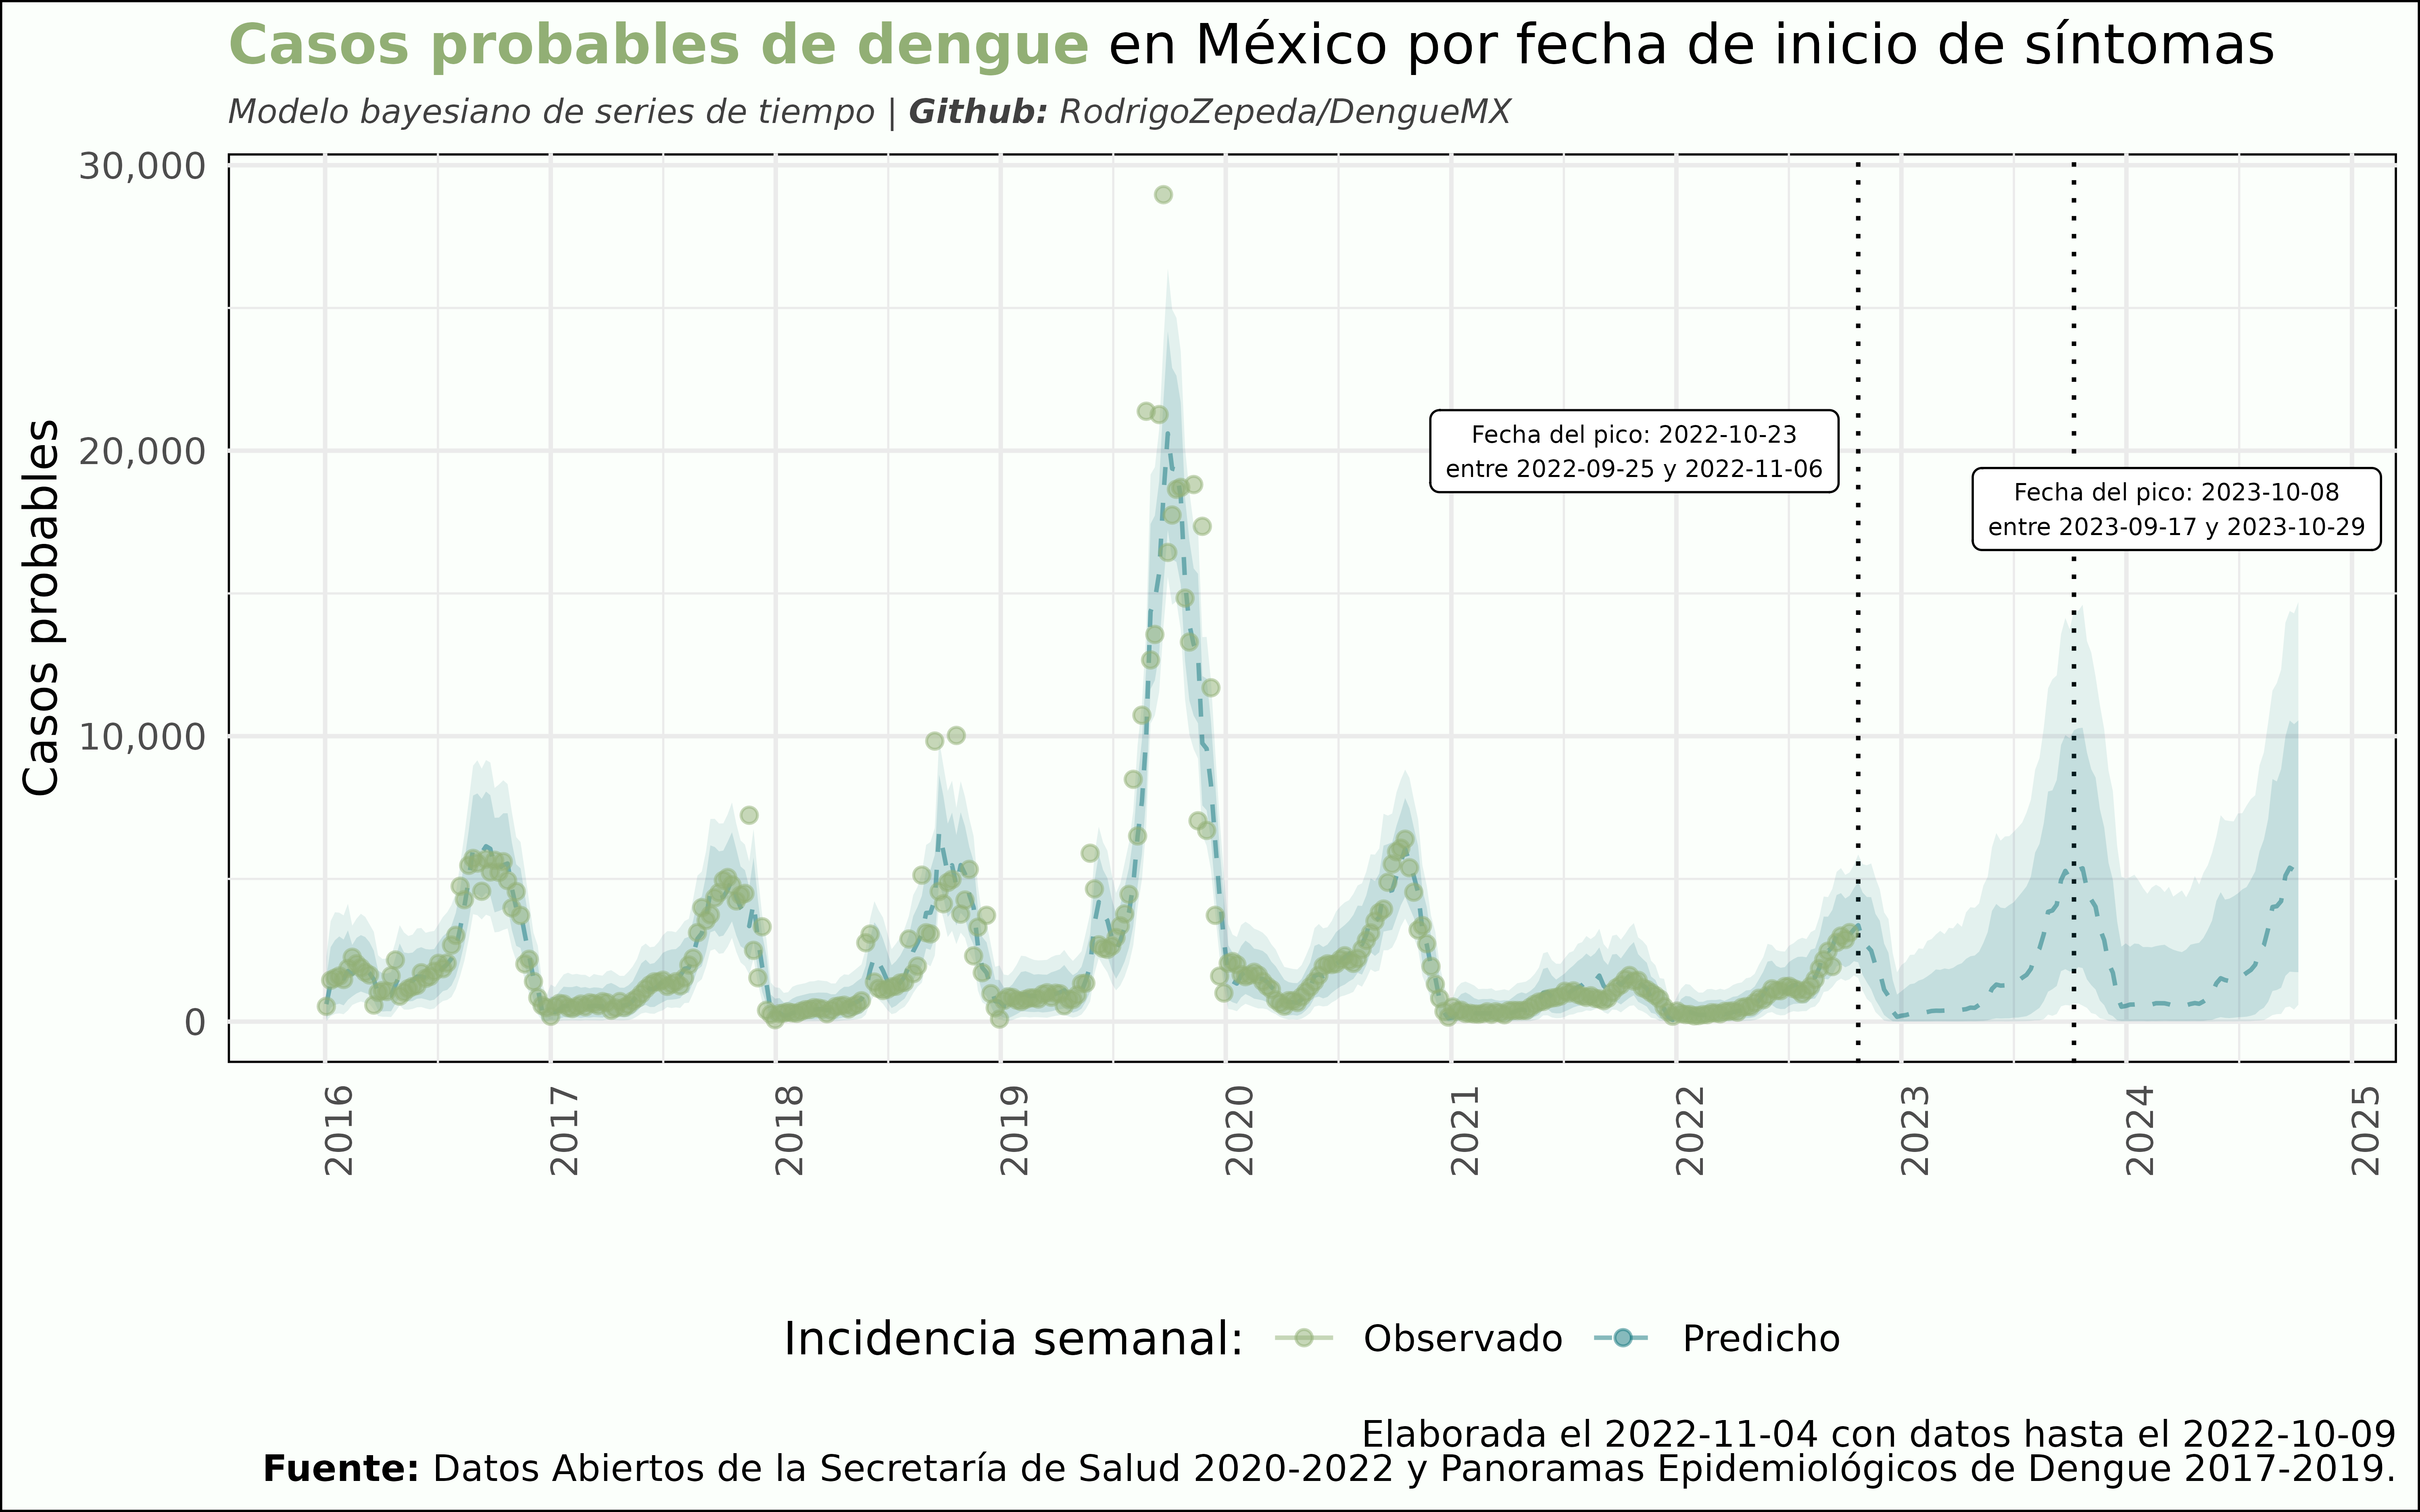 Casos probables de dengue en México por fecha de inicio de síntomas
Modelo bayesiano de series de tiempo | Github: RodrigoZepeda/DengueMX
Casos probables
30,000
20,000
10,000
0
Fecha del pico: 2022-10-23
entre 2022-09-25 y 2022-11-06
Fecha del pico: 2023-10-08
entre 2023-09-17 y 2023-10-29
2016
2017
2018
2019
2020
2021
2022
2023
2024
2025
Incidencia semanal: Observado Predicho
Elaborada el 2022-11-04 con datos hasta el 2022-10-09
Fuente: Datos Abiertos de la Secretaría de Salud 2020-2022 y Panoramas Epidemiológicos de Dengue 2017-2019.